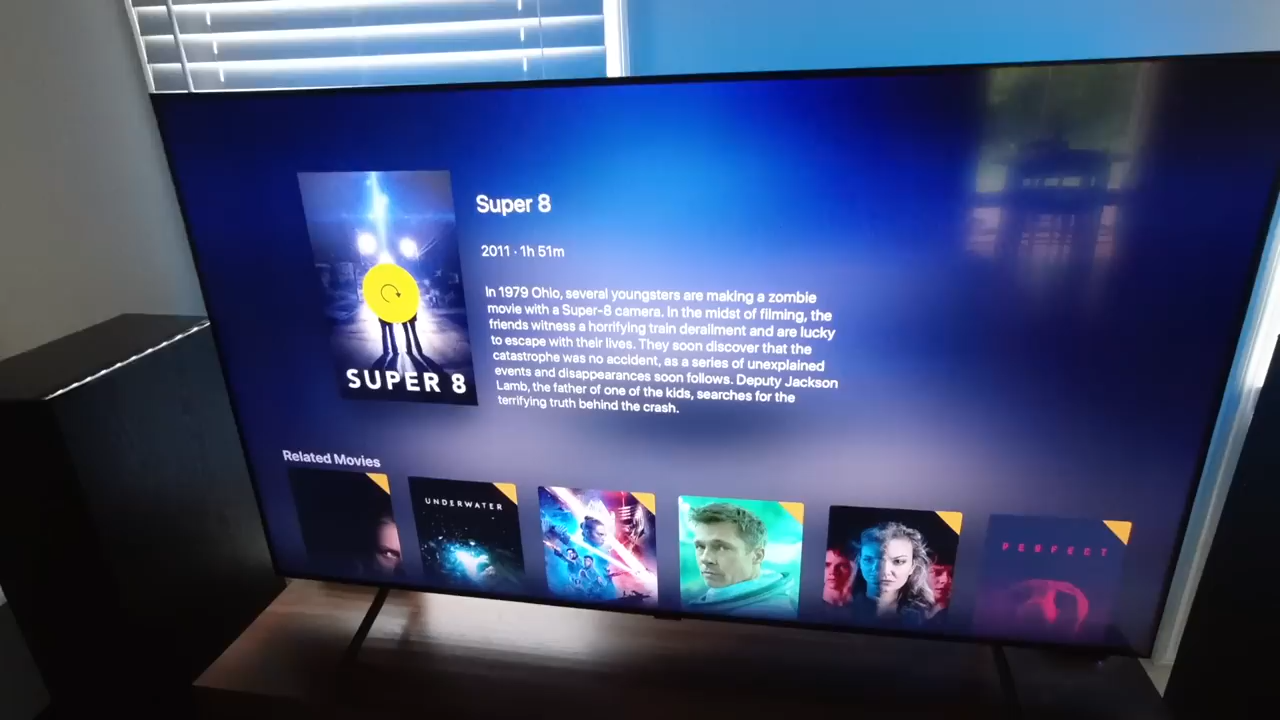 Super 8
2011 · 1h 51m
In 1979 Ohio, several youngsters are making a zombie
movie with a Super-8 camera. In the midst of filming, the
friends witness a horrifying train derailment and are lucky
to escape with their lives. They soon discover that the
catastrophe was no accident, as a series of unexplained
events and disappearances soon follows. Deputy Jackson
Lamb, the father of one of the kids, searches for the
terrifying truth behind the crash.
SUPER 8
Related Movies
UNDERWATER
PERFECT